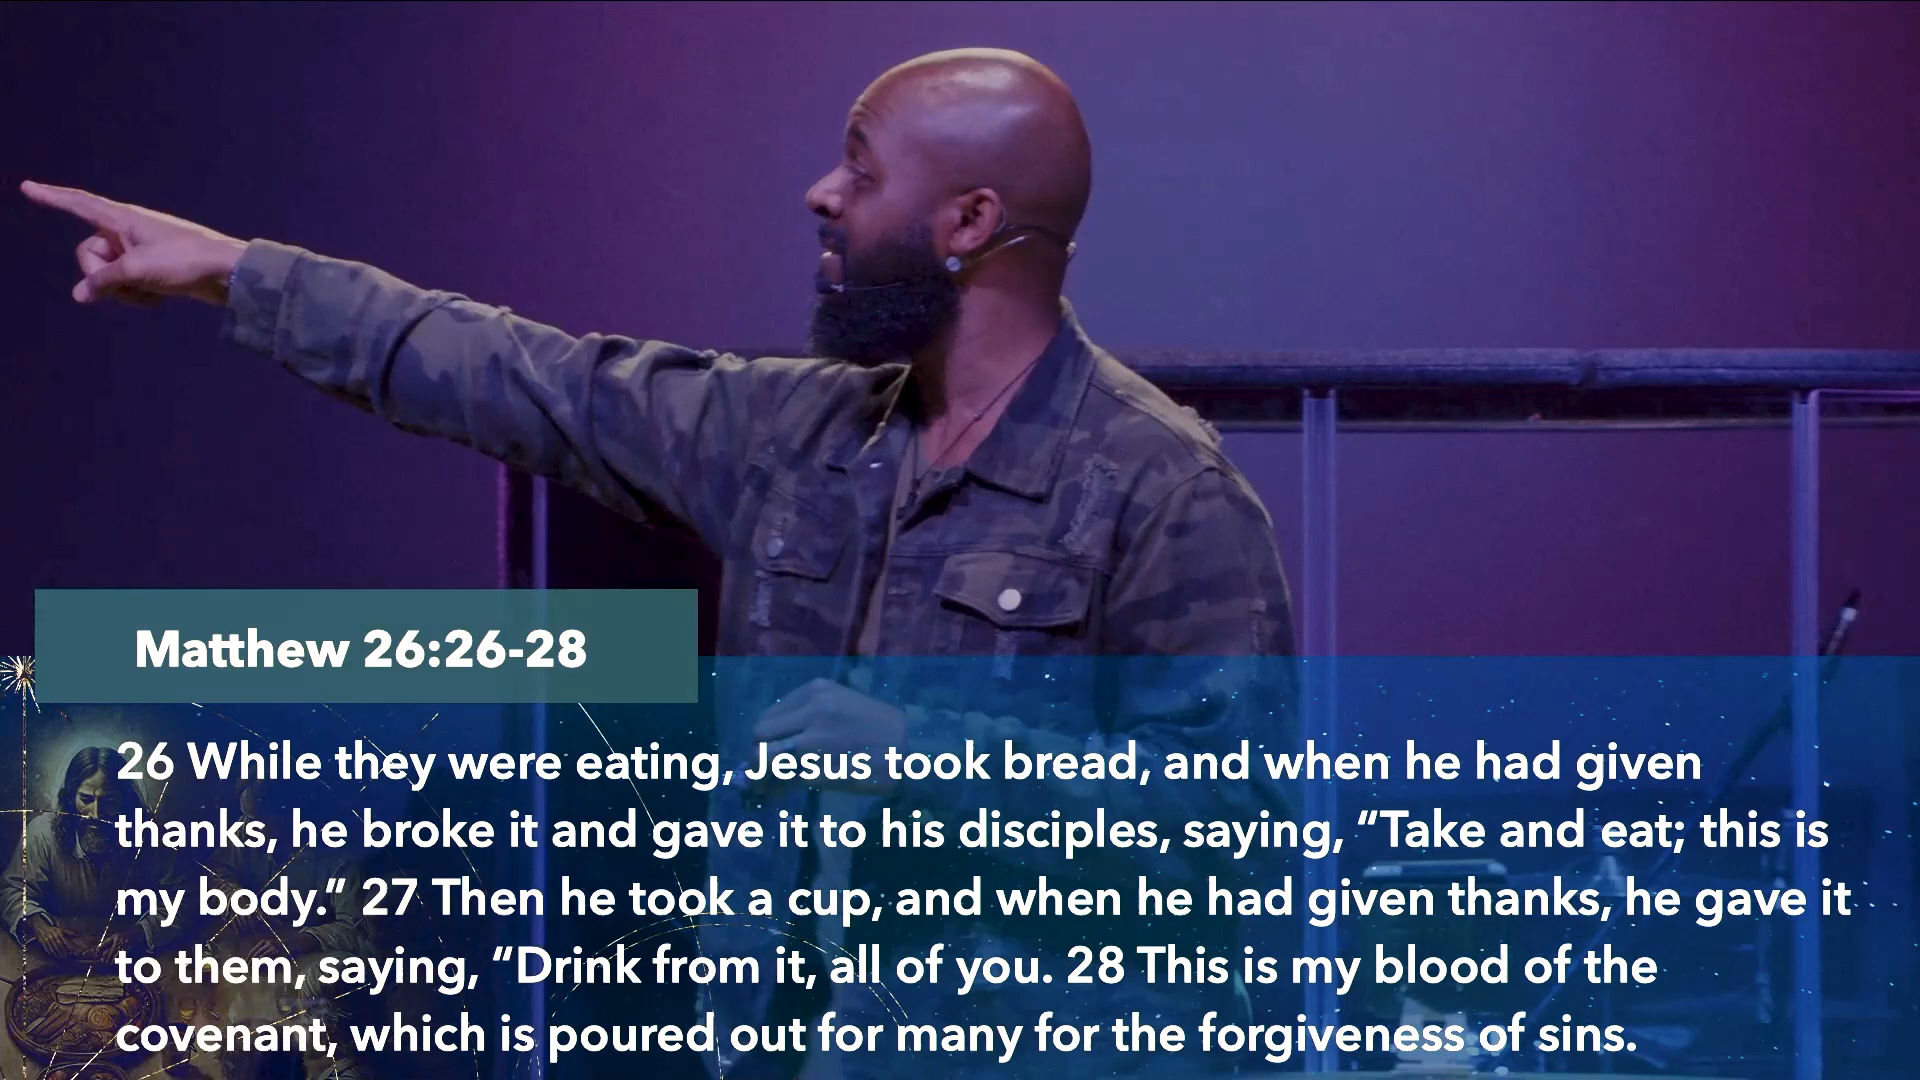 Matthew 26:26-28
26 While they were eating, Jesus took bread, and when he had given
thanks, he broke it and gave it to his disciples, saying, “Take and eat; this is
my body.” 27 Then he took a cup, and when he had given thanks, he gave it
to them, saying, “Drink from it, all of you. 28 This is my blood of the
covenant, which is poured out for many for the forgiveness of sins.